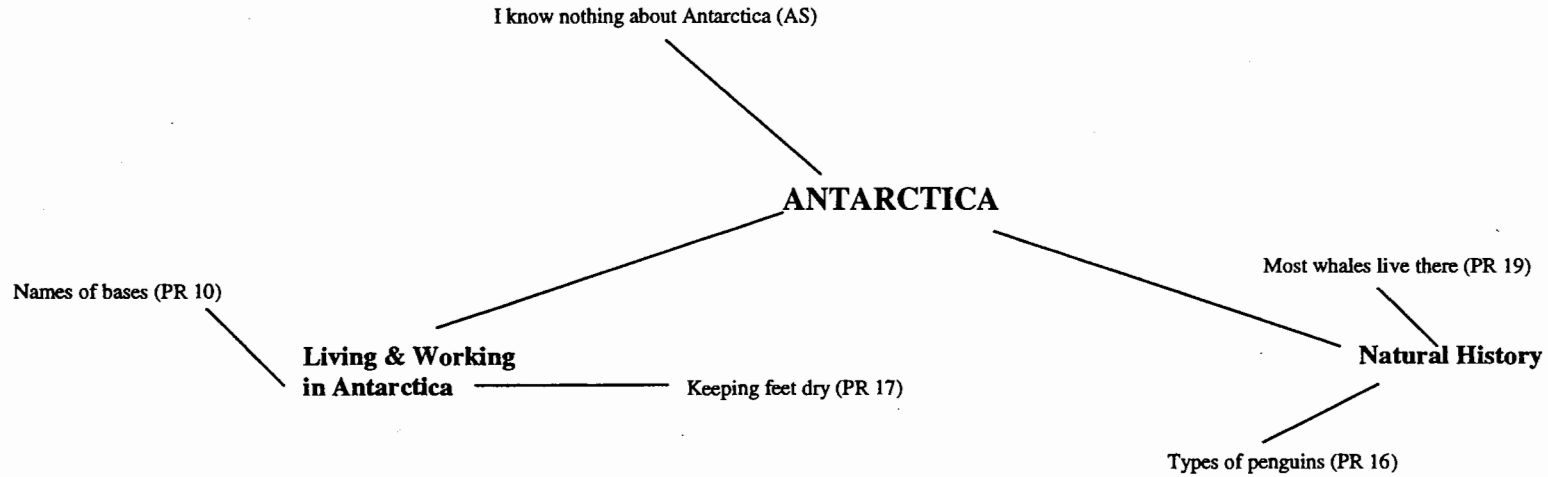 I know nothing about Antarctica (AS)
ANTARCTICA
Most whales live there (PR 19)
Names of bases (PR 10)
Living & Working
in Antarctica
Natural History
Keeping feet dry (PR 17)
Types of penguins (PR 16)